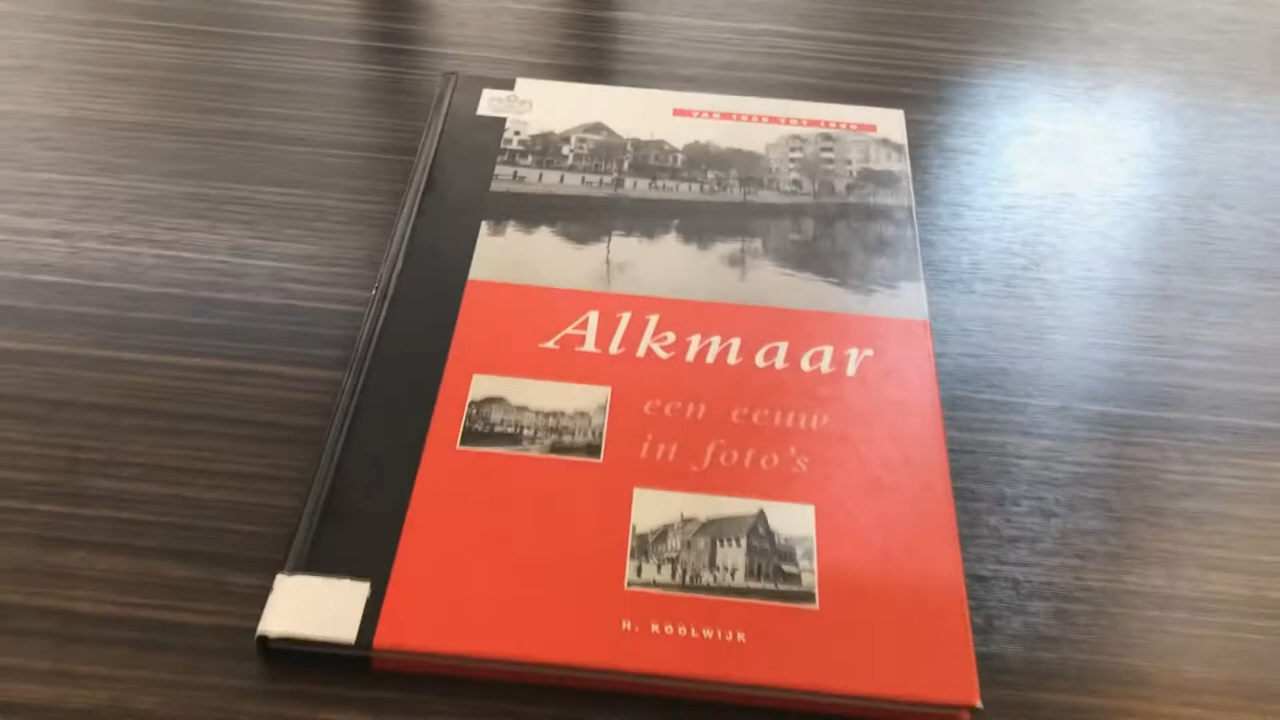 VAN 1900 TOT 1990
Alkmaar
een eeuw
in foto's
H. KOOLWIJK